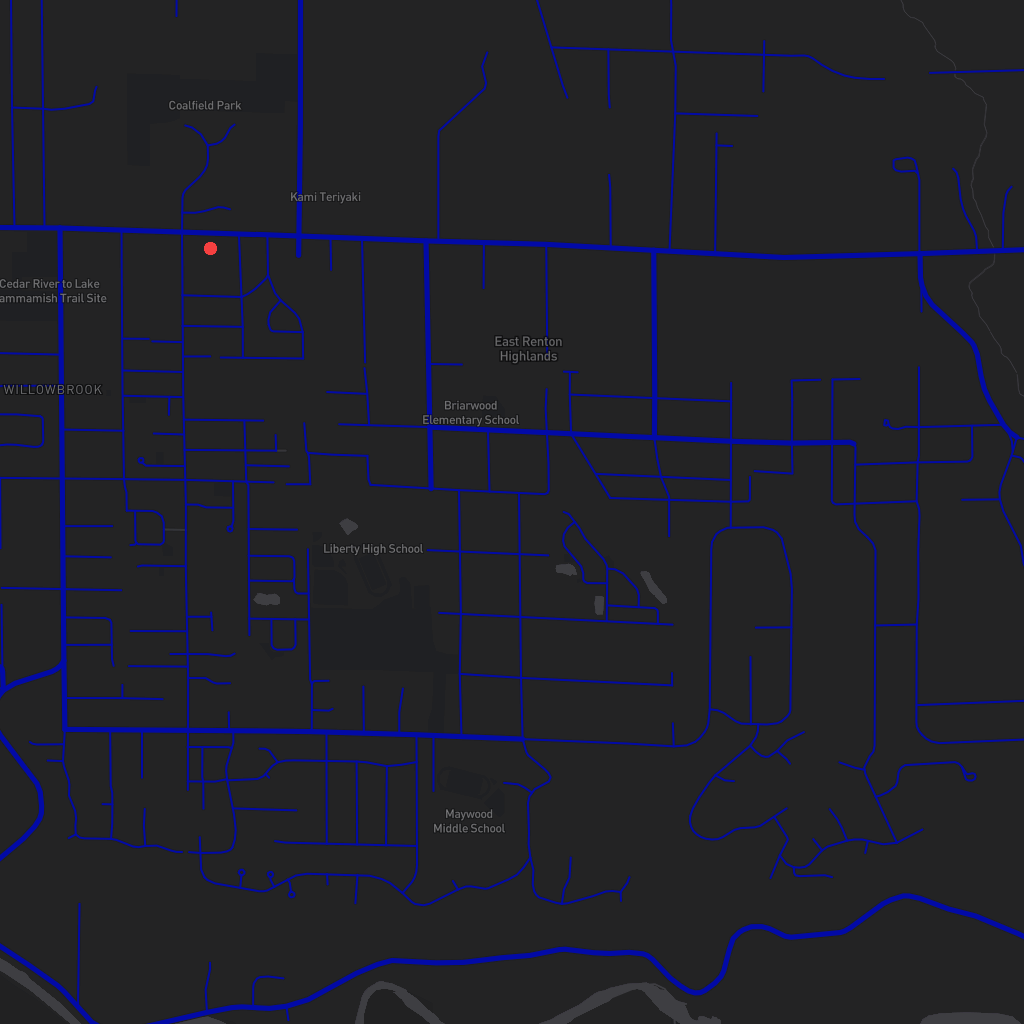 Coalfield Park
Kami Teriyaki
Cedar River to Lake
ammamish Trail Site
East Renton
Highlands
WILLOWBROOK
Briarwood
Elementary School
Liberty High School
Maywood
Middle School